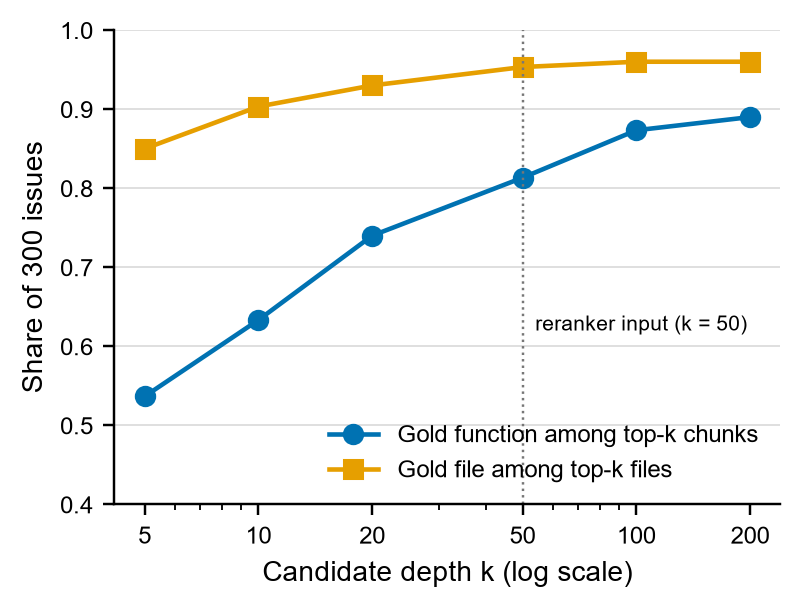 1.0
0.9
0.8
0.7
0.6
0.5
0.4
Share of 300 issues
reranker input (k = 50)
Gold function among top-k chunks
Gold file among top-k files
5 10 20 50 100 200
Candidate depth k (log scale)